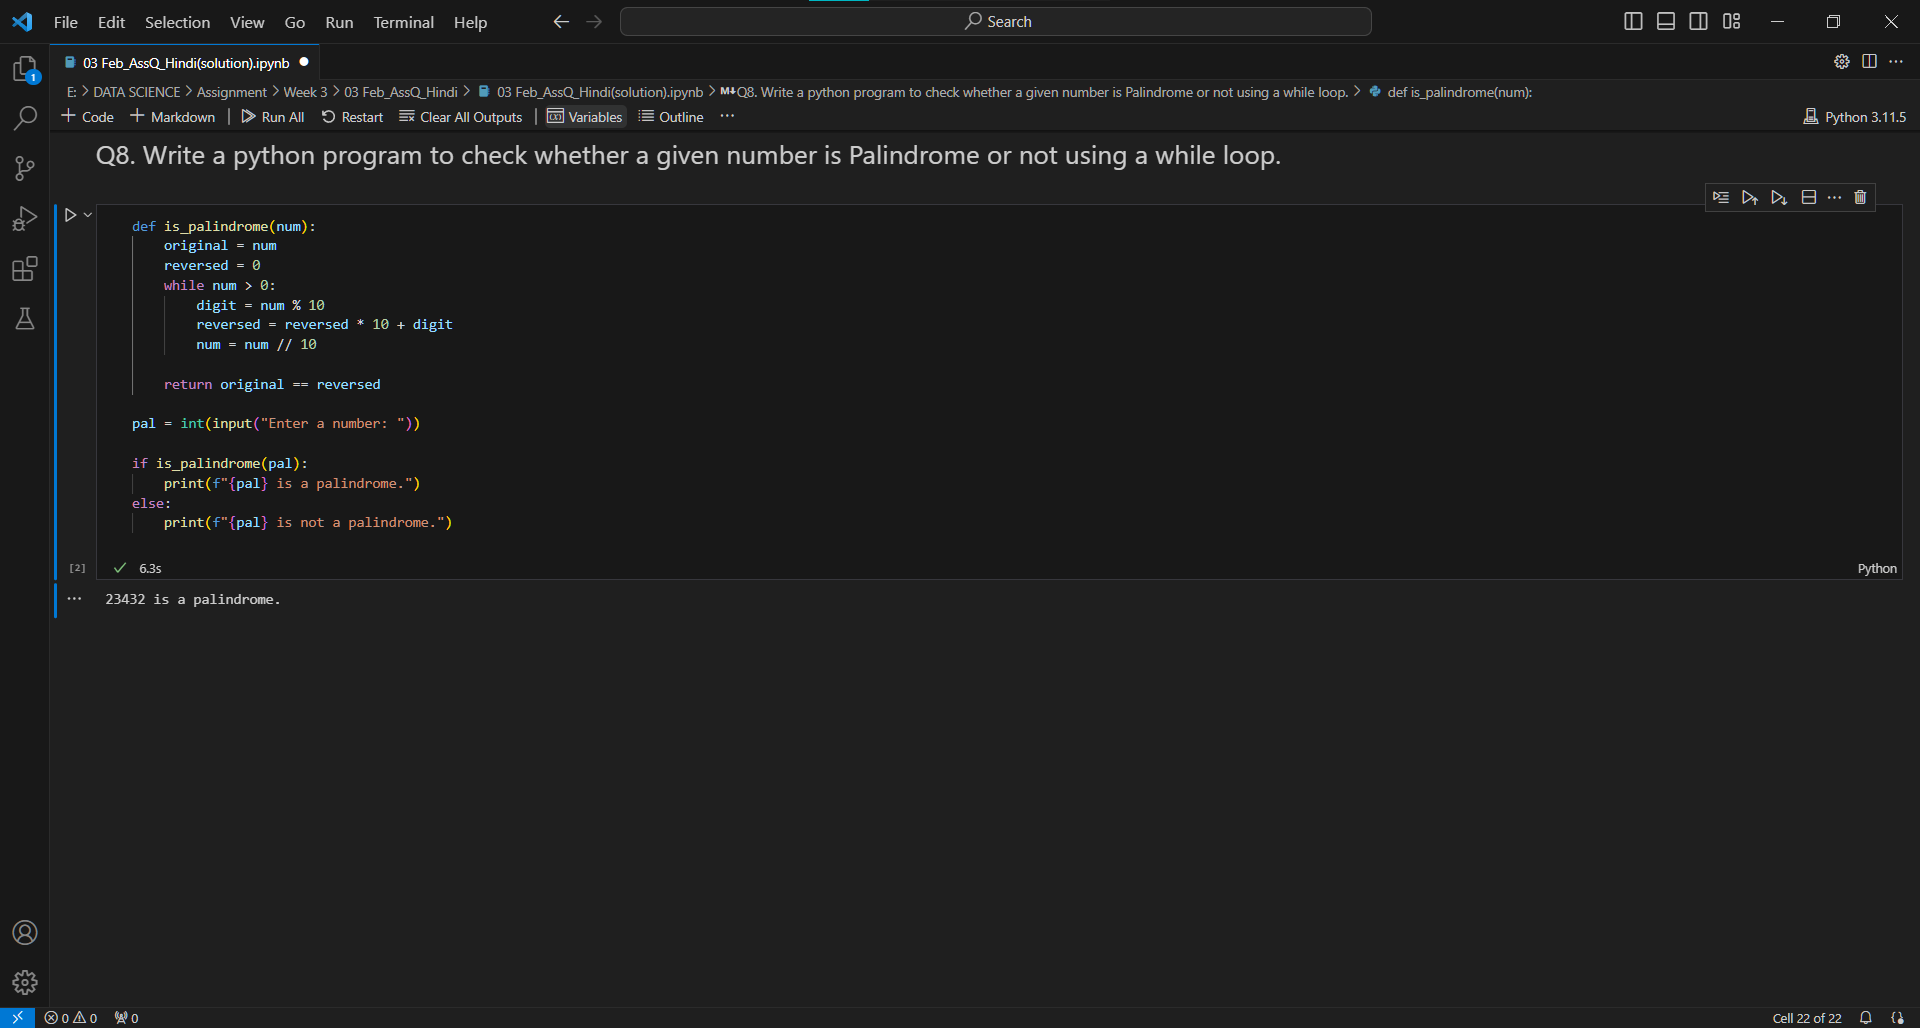 File Edit Selection View Go Run Terminal Help Search
1
03 Feb_AssQ_Hindi(solution).ipynb
E: > DATA SCIENCE > Assignment > Week 3 > 03 Feb_AssQ_Hindi > 03 Feb_AssQ_Hindi(solution).ipynb > M↓Q8. Write a python program to check whether a given number is Palindrome or not using a while loop. > def is_palindrome(num):
+ Code + Markdown | Run All Restart Clear All Outputs | Variables Outline ... Python 3.11.5
Q8. Write a python program to check whether a given number is Palindrome or not using a while loop.
def is_palindrome(num):
    original = num
    reversed = 0
    while num > 0:
        digit = num % 10
        reversed = reversed * 10 + digit
        num = num // 10
    return original == reversed
pal = int(input("Enter a number: "))
if is_palindrome(pal):
    print(f"{pal} is a palindrome.")
else:
    print(f"{pal} is not a palindrome.")
[2] ✓ 6.3s Python
... 23432 is a palindrome.
0 0 0 Cell 22 of 22